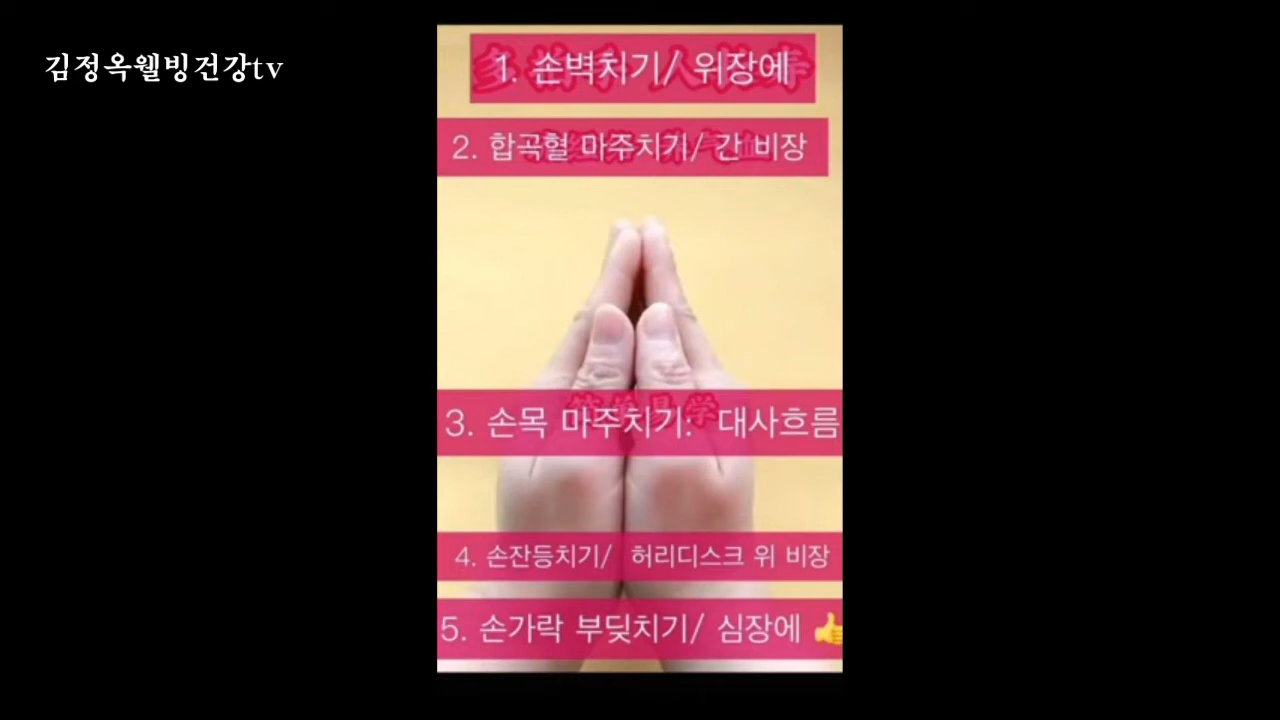 김정옥웰빙건강tv
1. 손벽치기/ 위장에
2. 합곡혈 마주치기/ 간 비장
3. 손목 마주치기: 대사흐름
4. 손잔등치기/ 허리디스크 위 비장
5. 손가락 부딪치기/ 심장에 👍